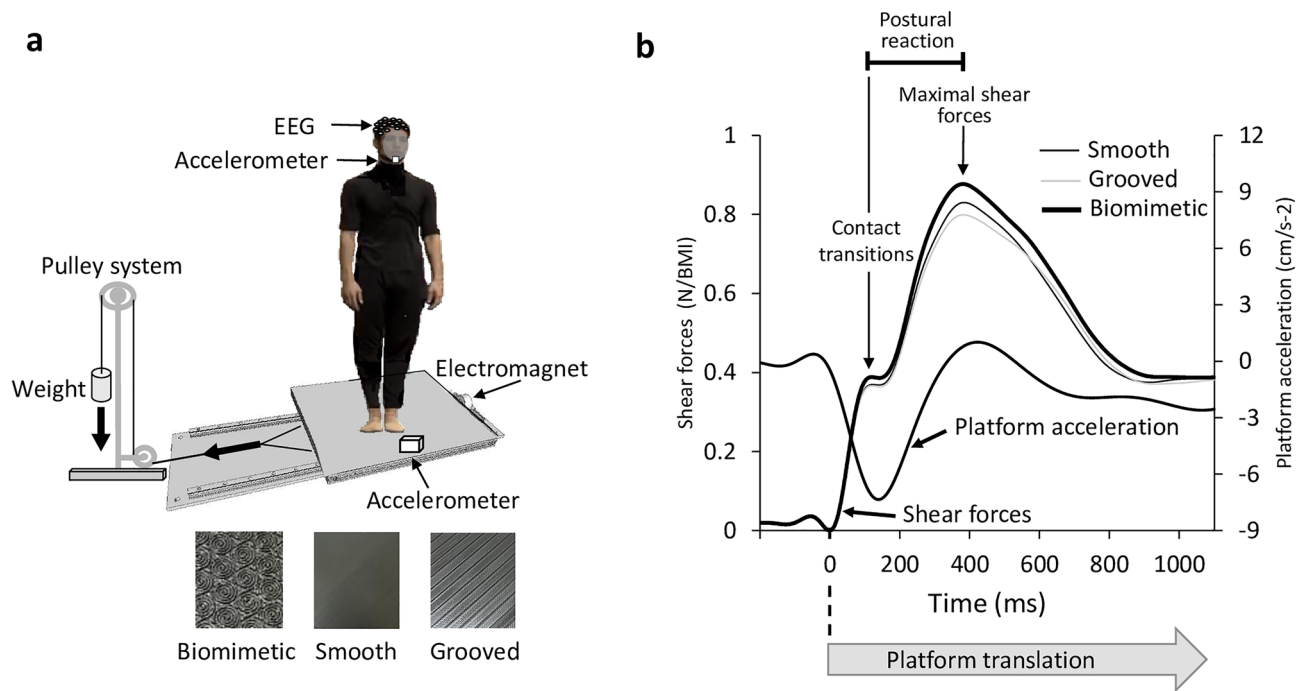 a
EEG
Accelerometer
Pulley system
Weight
Electromagnet
Accelerometer
Biomimetic
Smooth
Grooved
b
Postural
reaction
Maximal shear
forces
1
12
Smooth
Grooved
Biomimetic
9
0.8
Contact
transitions
6
0.6
3
0
0.4
Platform acceleration
-3
0.2
-6
Shear forces
0
-9
Shear forces (N/BMI)
Platform acceleration (cm/s-2)
0
200
400
600
800
1000
Time (ms)
Platform translation